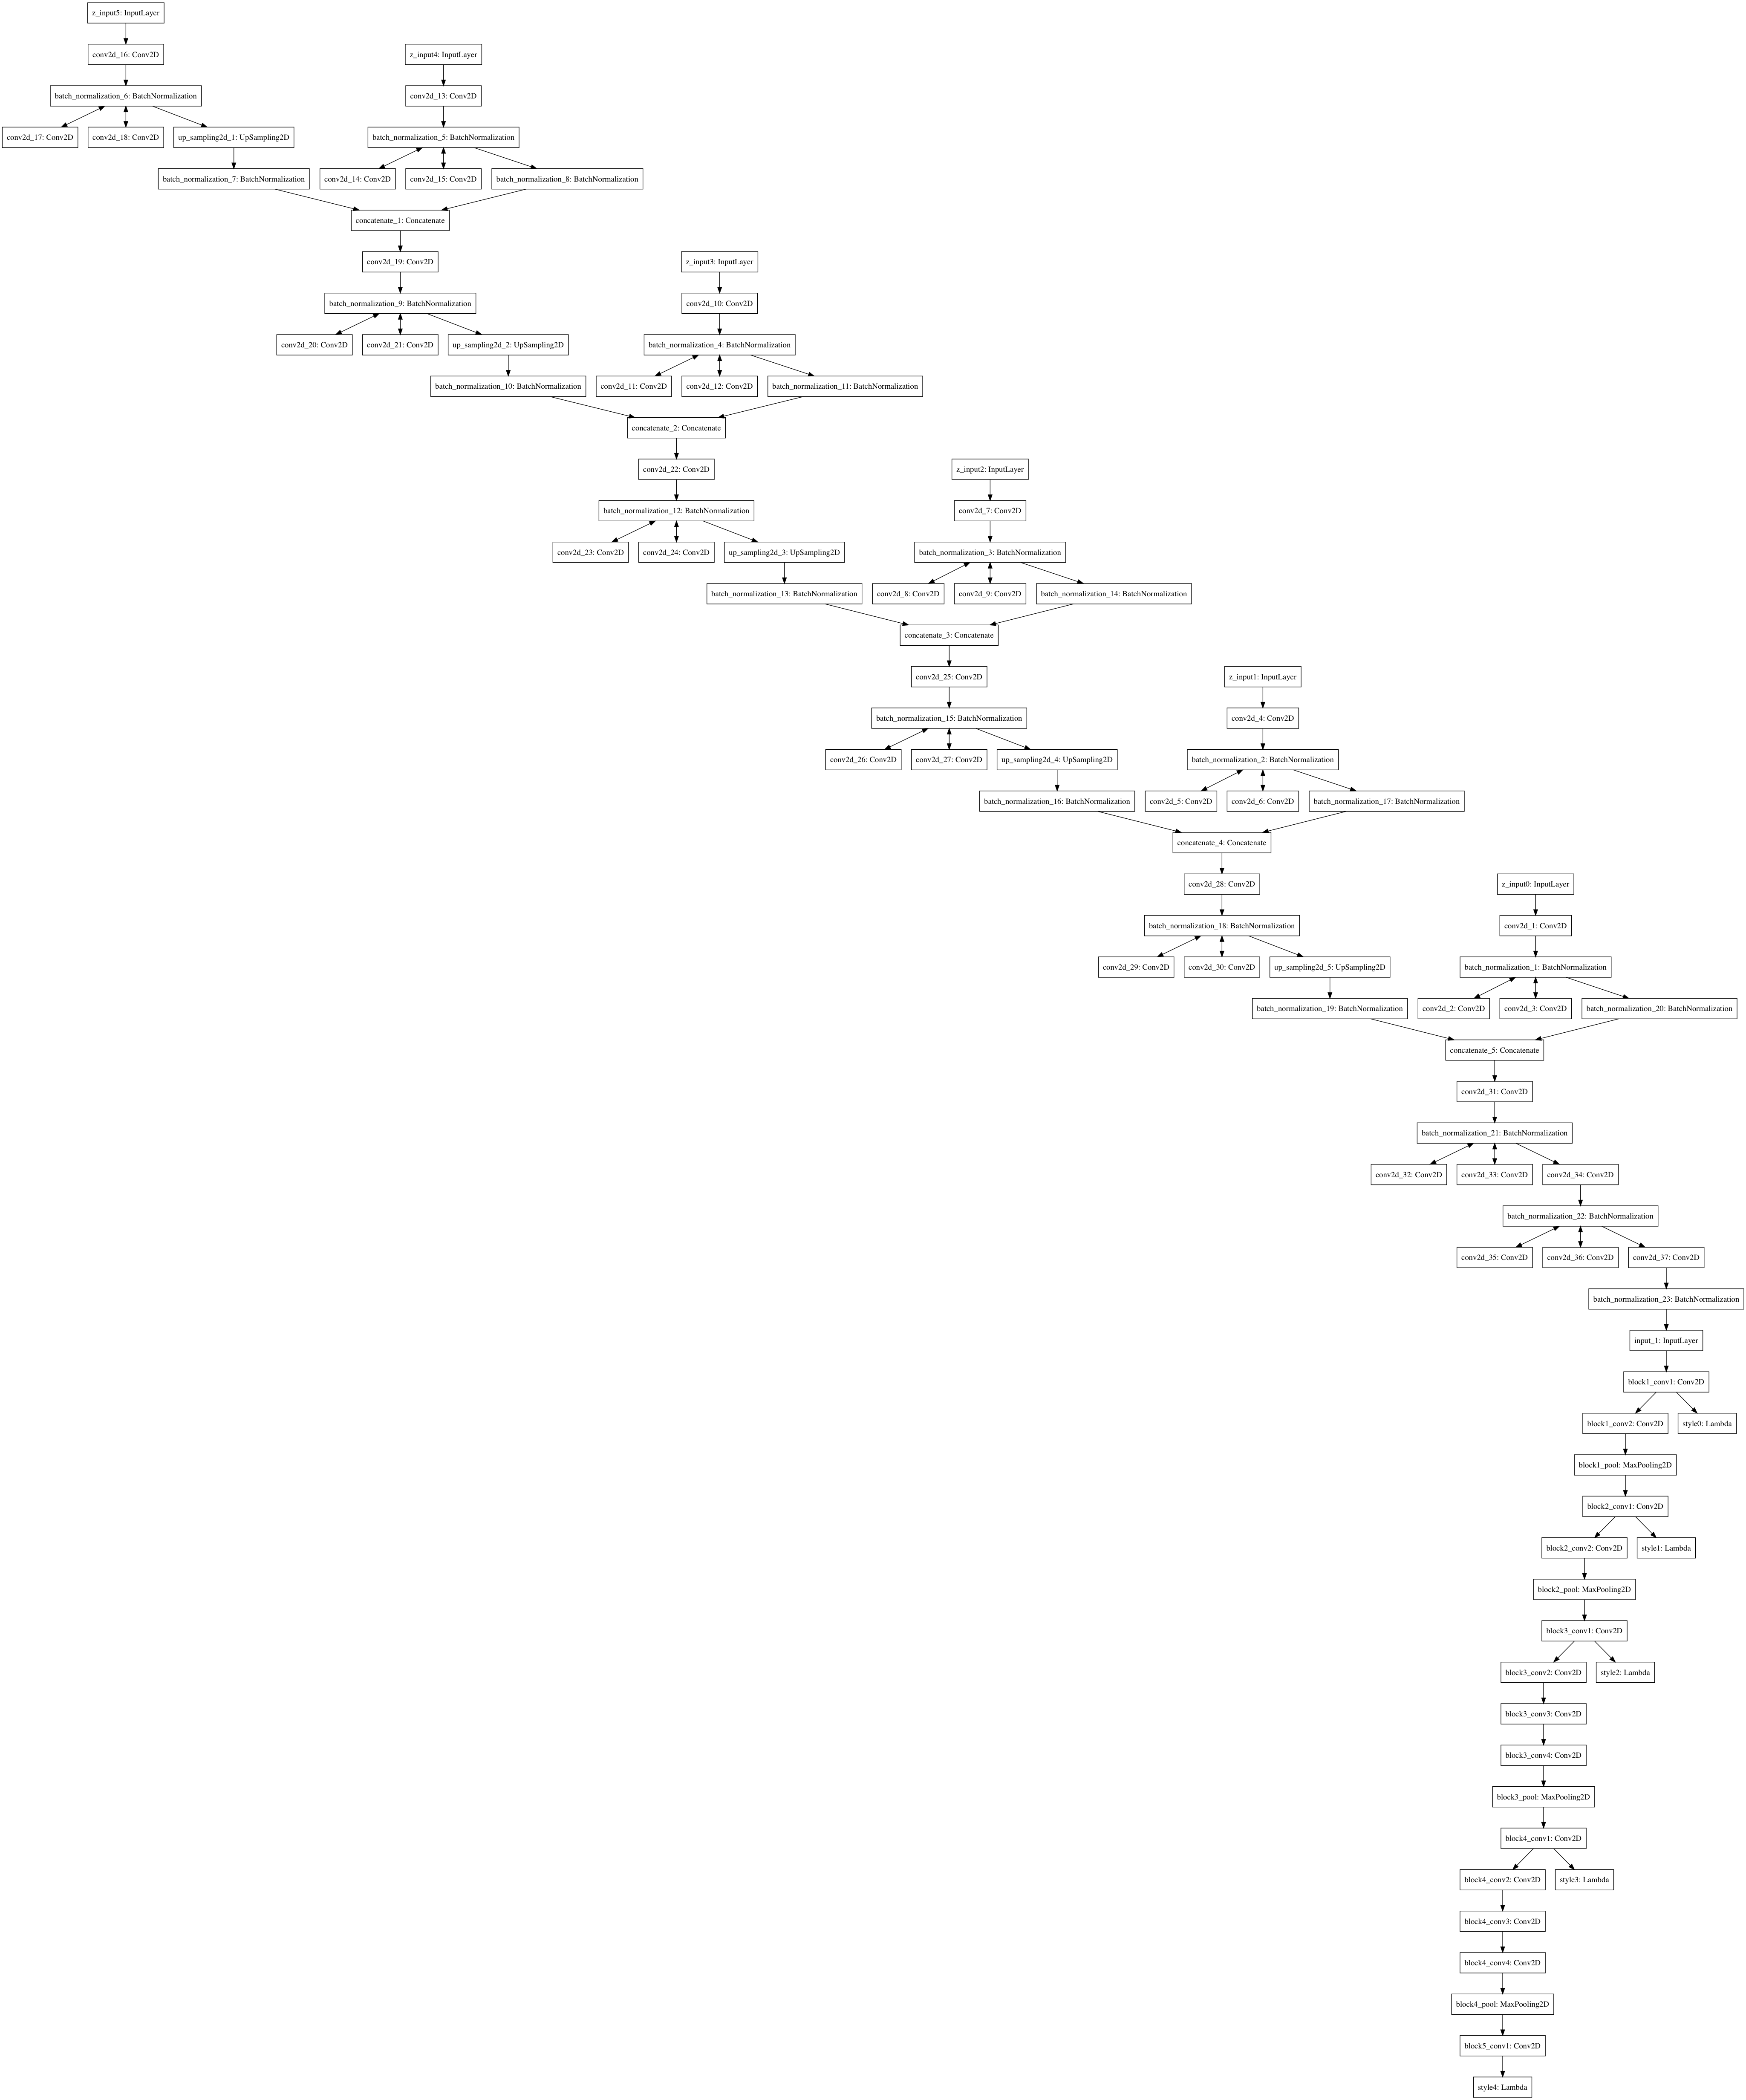 z_input5: InputLayer
conv2d_16: Conv2D
z_input4: InputLayer
batch_normalization_6: BatchNormalization
conv2d_13: Conv2D
conv2d_17: Conv2D
conv2d_18: Conv2D
up_sampling2d_1: UpSampling2D
batch_normalization_5: BatchNormalization
batch_normalization_7: BatchNormalization
conv2d_14: Conv2D
conv2d_15: Conv2D
batch_normalization_8: BatchNormalization
concatenate_1: Concatenate
conv2d_19: Conv2D
z_input3: InputLayer
batch_normalization_9: BatchNormalization
conv2d_10: Conv2D
conv2d_20: Conv2D
conv2d_21: Conv2D
up_sampling2d_2: UpSampling2D
batch_normalization_4: BatchNormalization
batch_normalization_10: BatchNormalization
conv2d_11: Conv2D
conv2d_12: Conv2D
batch_normalization_11: BatchNormalization
concatenate_2: Concatenate
conv2d_22: Conv2D
z_input2: InputLayer
batch_normalization_12: BatchNormalization
conv2d_7: Conv2D
conv2d_23: Conv2D
conv2d_24: Conv2D
up_sampling2d_3: UpSampling2D
batch_normalization_3: BatchNormalization
batch_normalization_13: BatchNormalization
conv2d_8: Conv2D
conv2d_9: Conv2D
batch_normalization_14: BatchNormalization
concatenate_3: Concatenate
conv2d_25: Conv2D
z_input1: InputLayer
batch_normalization_15: BatchNormalization
conv2d_4: Conv2D
conv2d_26: Conv2D
conv2d_27: Conv2D
up_sampling2d_4: UpSampling2D
batch_normalization_2: BatchNormalization
batch_normalization_16: BatchNormalization
conv2d_5: Conv2D
conv2d_6: Conv2D
batch_normalization_17: BatchNormalization
concatenate_4: Concatenate
conv2d_28: Conv2D
z_input0: InputLayer
batch_normalization_18: BatchNormalization
conv2d_1: Conv2D
conv2d_29: Conv2D
conv2d_30: Conv2D
up_sampling2d_5: UpSampling2D
batch_normalization_1: BatchNormalization
batch_normalization_19: BatchNormalization
conv2d_2: Conv2D
conv2d_3: Conv2D
batch_normalization_20: BatchNormalization
concatenate_5: Concatenate
conv2d_31: Conv2D
batch_normalization_21: BatchNormalization
conv2d_32: Conv2D
conv2d_33: Conv2D
conv2d_34: Conv2D
batch_normalization_22: BatchNormalization
conv2d_35: Conv2D
conv2d_36: Conv2D
conv2d_37: Conv2D
batch_normalization_23: BatchNormalization
input_1: InputLayer
block1_conv1: Conv2D
block1_conv2: Conv2D
style0: Lambda
block1_pool: MaxPooling2D
block2_conv1: Conv2D
block2_conv2: Conv2D
style1: Lambda
block2_pool: MaxPooling2D
block3_conv1: Conv2D
block3_conv2: Conv2D
style2: Lambda
block3_conv3: Conv2D
block3_conv4: Conv2D
block3_pool: MaxPooling2D
block4_conv1: Conv2D
block4_conv2: Conv2D
style3: Lambda
block4_conv3: Conv2D
block4_conv4: Conv2D
block4_pool: MaxPooling2D
block5_conv1: Conv2D
style4: Lambda